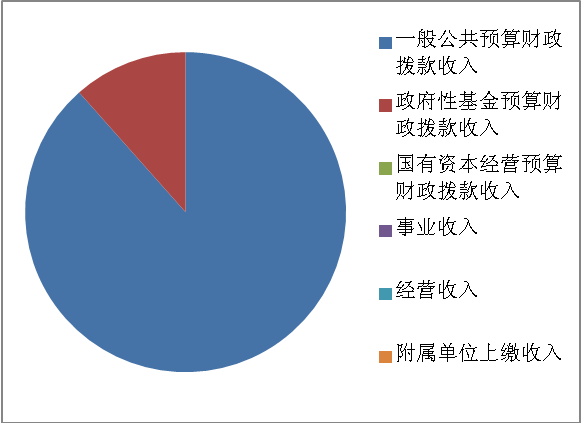 一般公共预算财政
拨款收入
政府性基金预算财
政拨款收入
国有资本经营预算
财政拨款收入
事业收入
经营收入
附属单位上缴收入